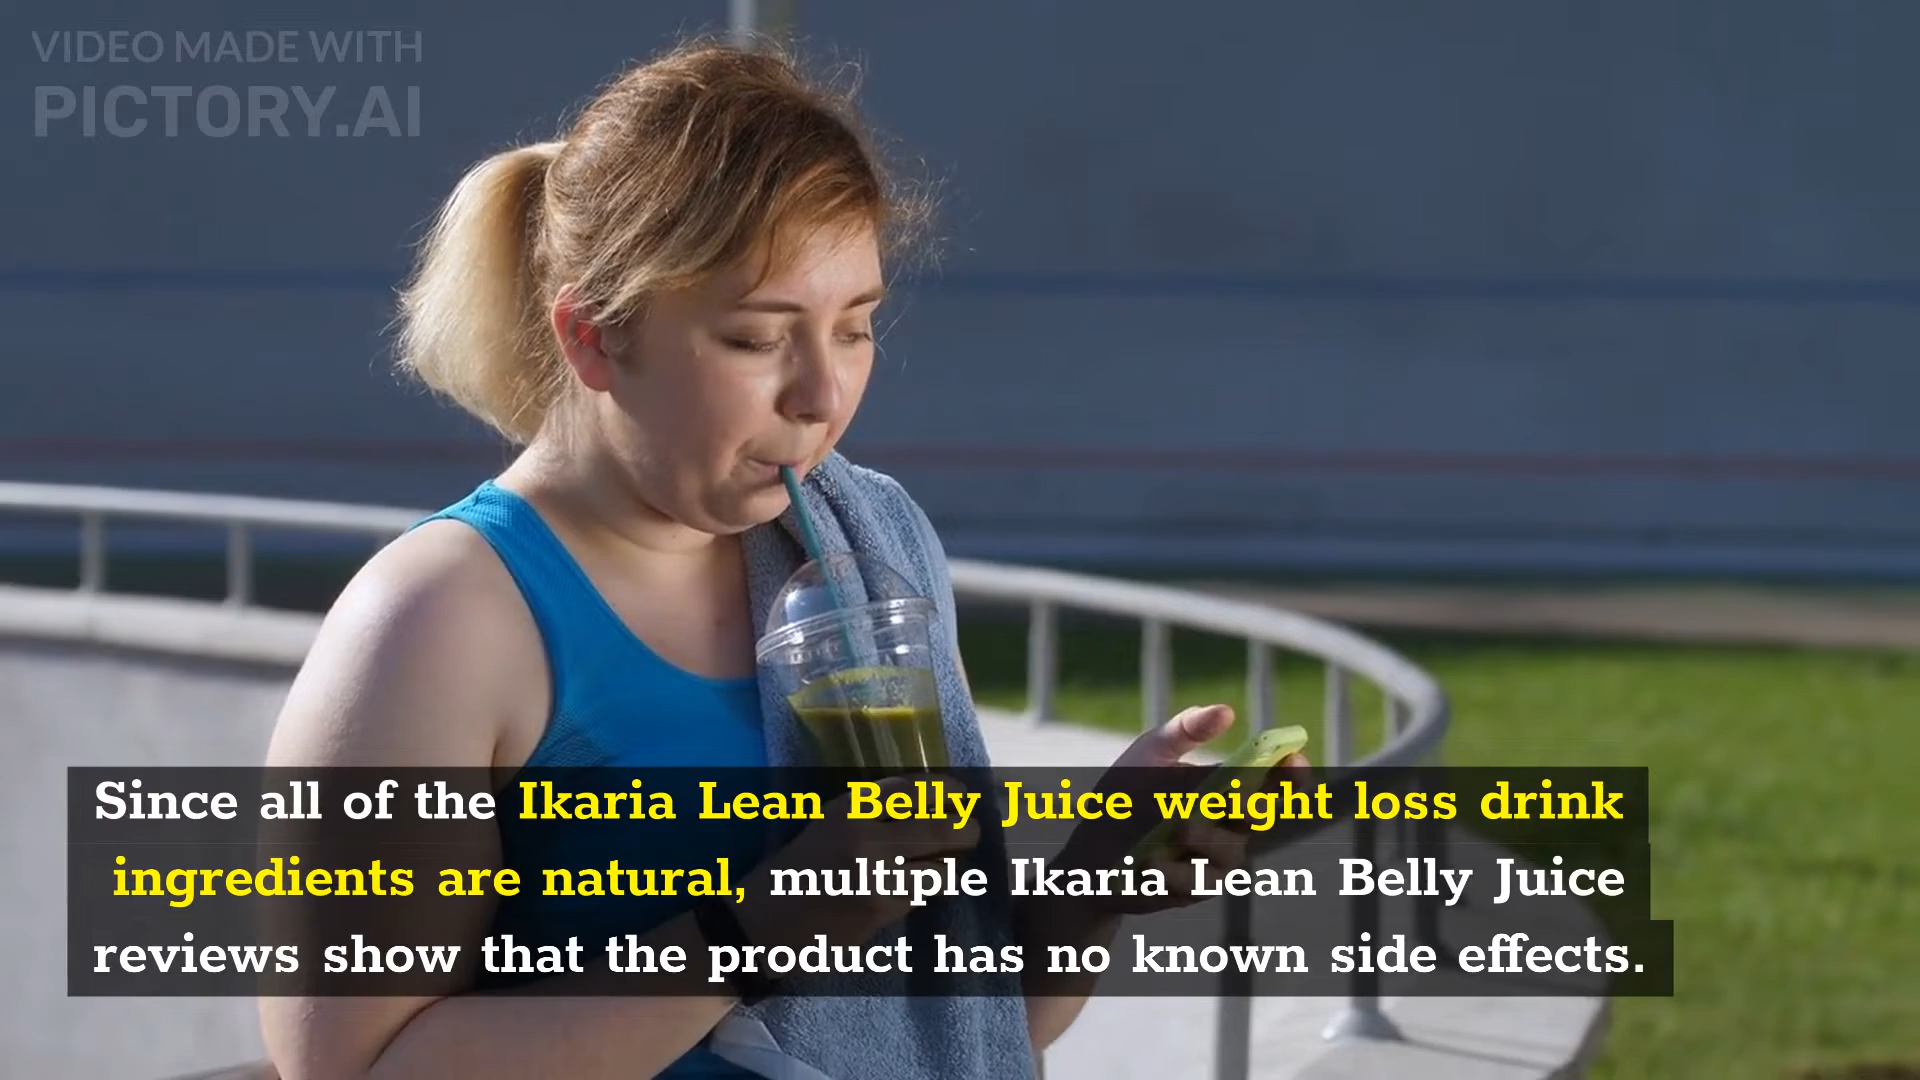 VIDEO MADE WITH
PICTORY.AI
Since all of the Ikaria Lean Belly Juice weight loss drink
ingredients are natural, multiple Ikaria Lean Belly Juice
reviews show that the product has no known side effects.